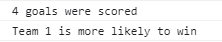 4 goals were scored
Team 1 is more likely to win